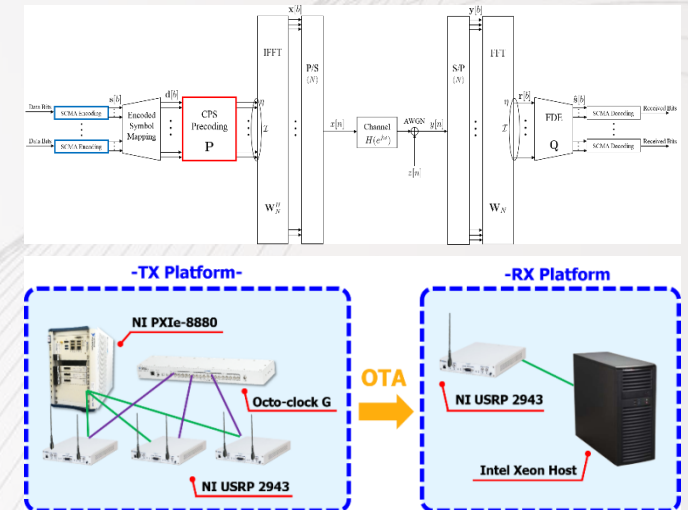 x[b]
y[b]
IFFT
P/S
(N)
S/P
(N)
FFT
Data Bits
s[b]
d[b]
SCMA Encoding
Encoded
Symbol
Mapping
CPS
Precoding
P
η
I
x[n]
Channel
H(e^{jω})
AWGN
y[n]
z[n]
r[b]
η
I
FDE
Q
ŝ[b]
SCMA Decoding
Received Bits
Data Bits
SCMA Encoding
SCMA Decoding
Received Bits
W_N^H
W_N
-TX Platform-
-RX Platform
NI PXIe-8880
Octo-clock G
NI USRP 2943
OTA
NI USRP 2943
Intel Xeon Host